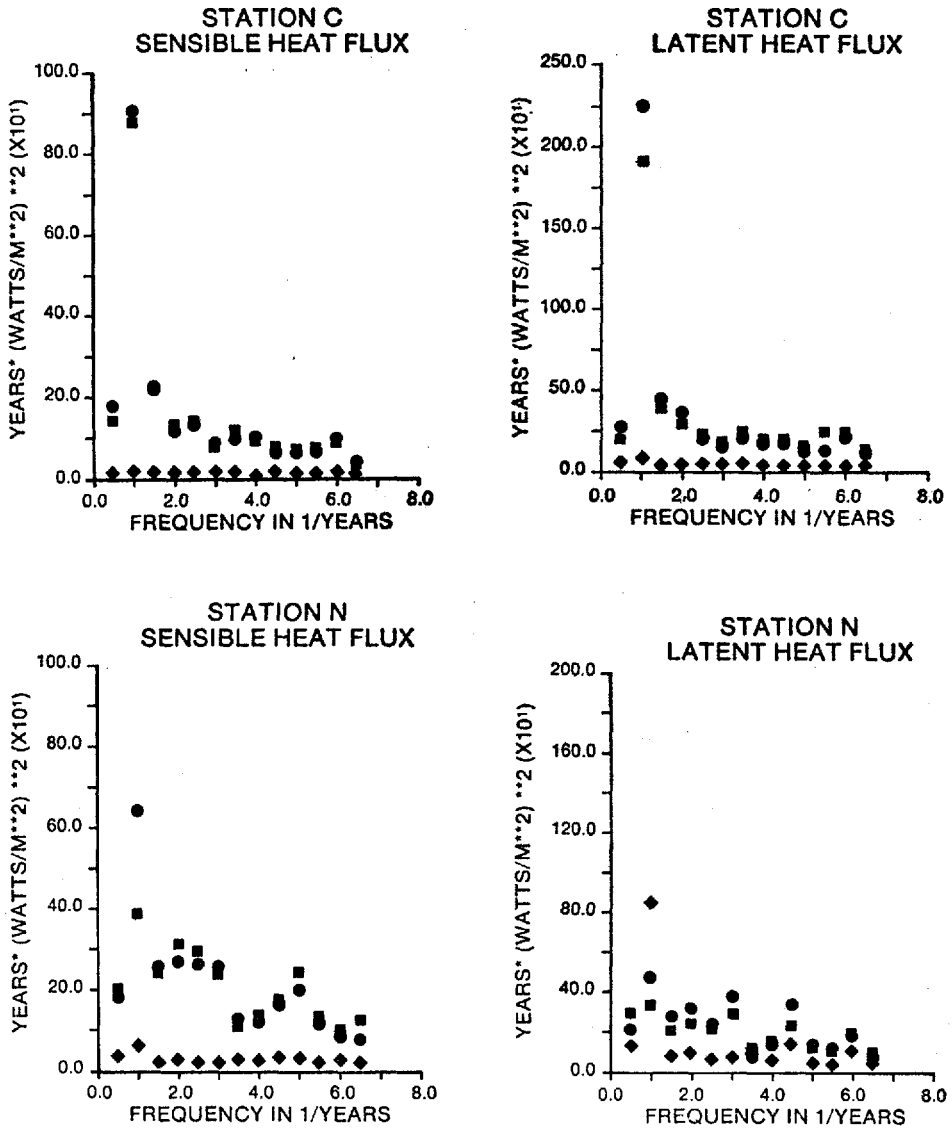 STATION C
SENSIBLE HEAT FLUX
100.0
80.0
60.0
40.0
20.0
0.0
0.0 2.0 4.0 6.0 8.0
FREQUENCY IN 1/YEARS
YEARS* (WATTS/M**2) **2 (X10¹)
STATION C
LATENT HEAT FLUX
250.0
200.0
150.0
100.0
50.0
0.0
0.0 2.0 4.0 6.0 8.0
FREQUENCY IN 1/YEARS
YEARS* (WATTS/M**2) **2 (X10¹)
STATION N
SENSIBLE HEAT FLUX
100.0
80.0
60.0
40.0
20.0
0.0
0.0 2.0 4.0 6.0 8.0
FREQUENCY IN 1/YEARS
YEARS* (WATTS/M**2) **2 (X10¹)
STATION N
LATENT HEAT FLUX
200.0
160.0
120.0
80.0
40.0
0.0
0.0 2.0 4.0 6.0 8.0
FREQUENCY IN 1/YEARS
YEARS* (WATTS/M**2) **2 (X10¹)